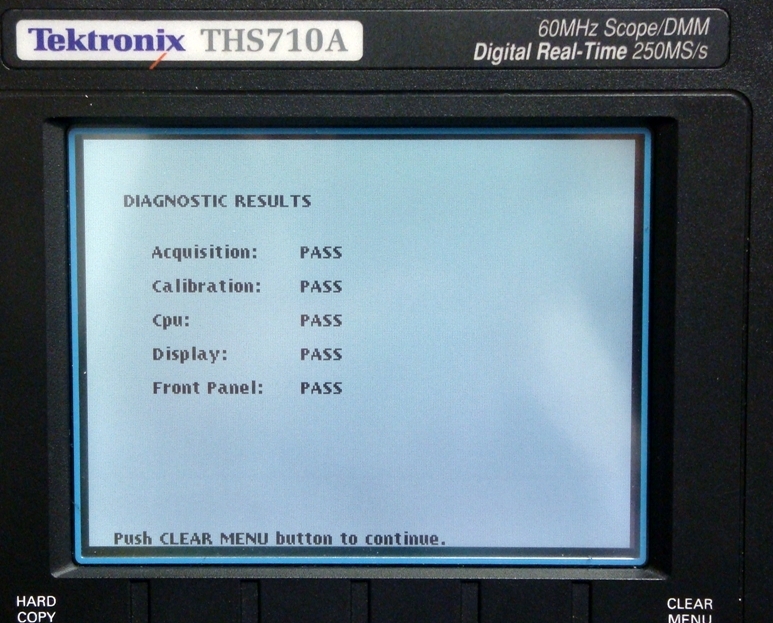 Tektronix THS710A
60MHz Scope/DMM
Digital Real-Time 250MS/s
DIAGNOSTIC RESULTS
Acquisition: PASS
Calibration: PASS
Cpu: PASS
Display: PASS
Front Panel: PASS
Push CLEAR MENU button to continue.
HARD
COPY
CLEAR
MENU